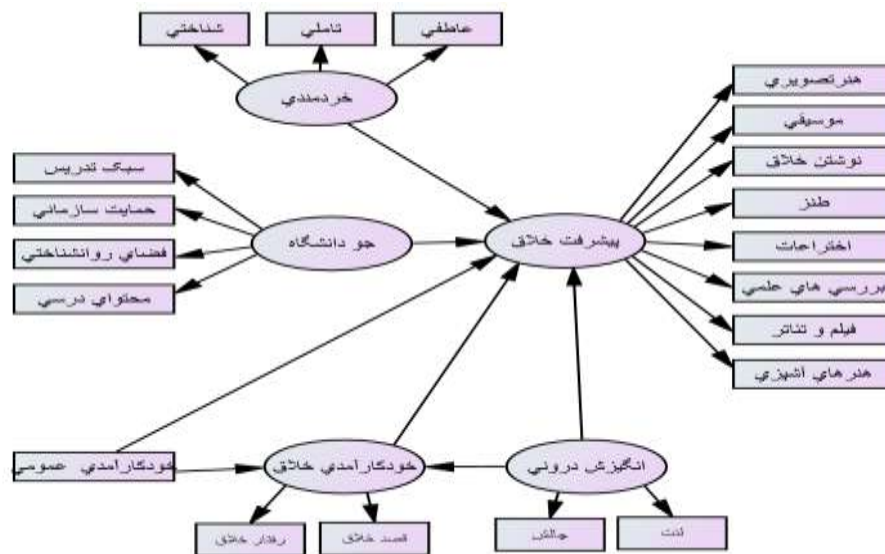 شناختي
تاملي
عاطفي
خردمندي
هنرتصويري
موسيقي
نوشتن خلاق
طنز
اختراعات
بررسي هاي علمي
فيلم و تئاتر
هنرهاي آشپزي
پيشرفت خلاق
جو دانشگاه
سبک تدريس
حمايت سازماني
فضاي روانشناختي
محتواي درسي
خودکارآمدي عمومي
خودکارآمدي خلاق
انگيزش دروني
رفتار خلاق
قصد خلاق
چالش
لذت